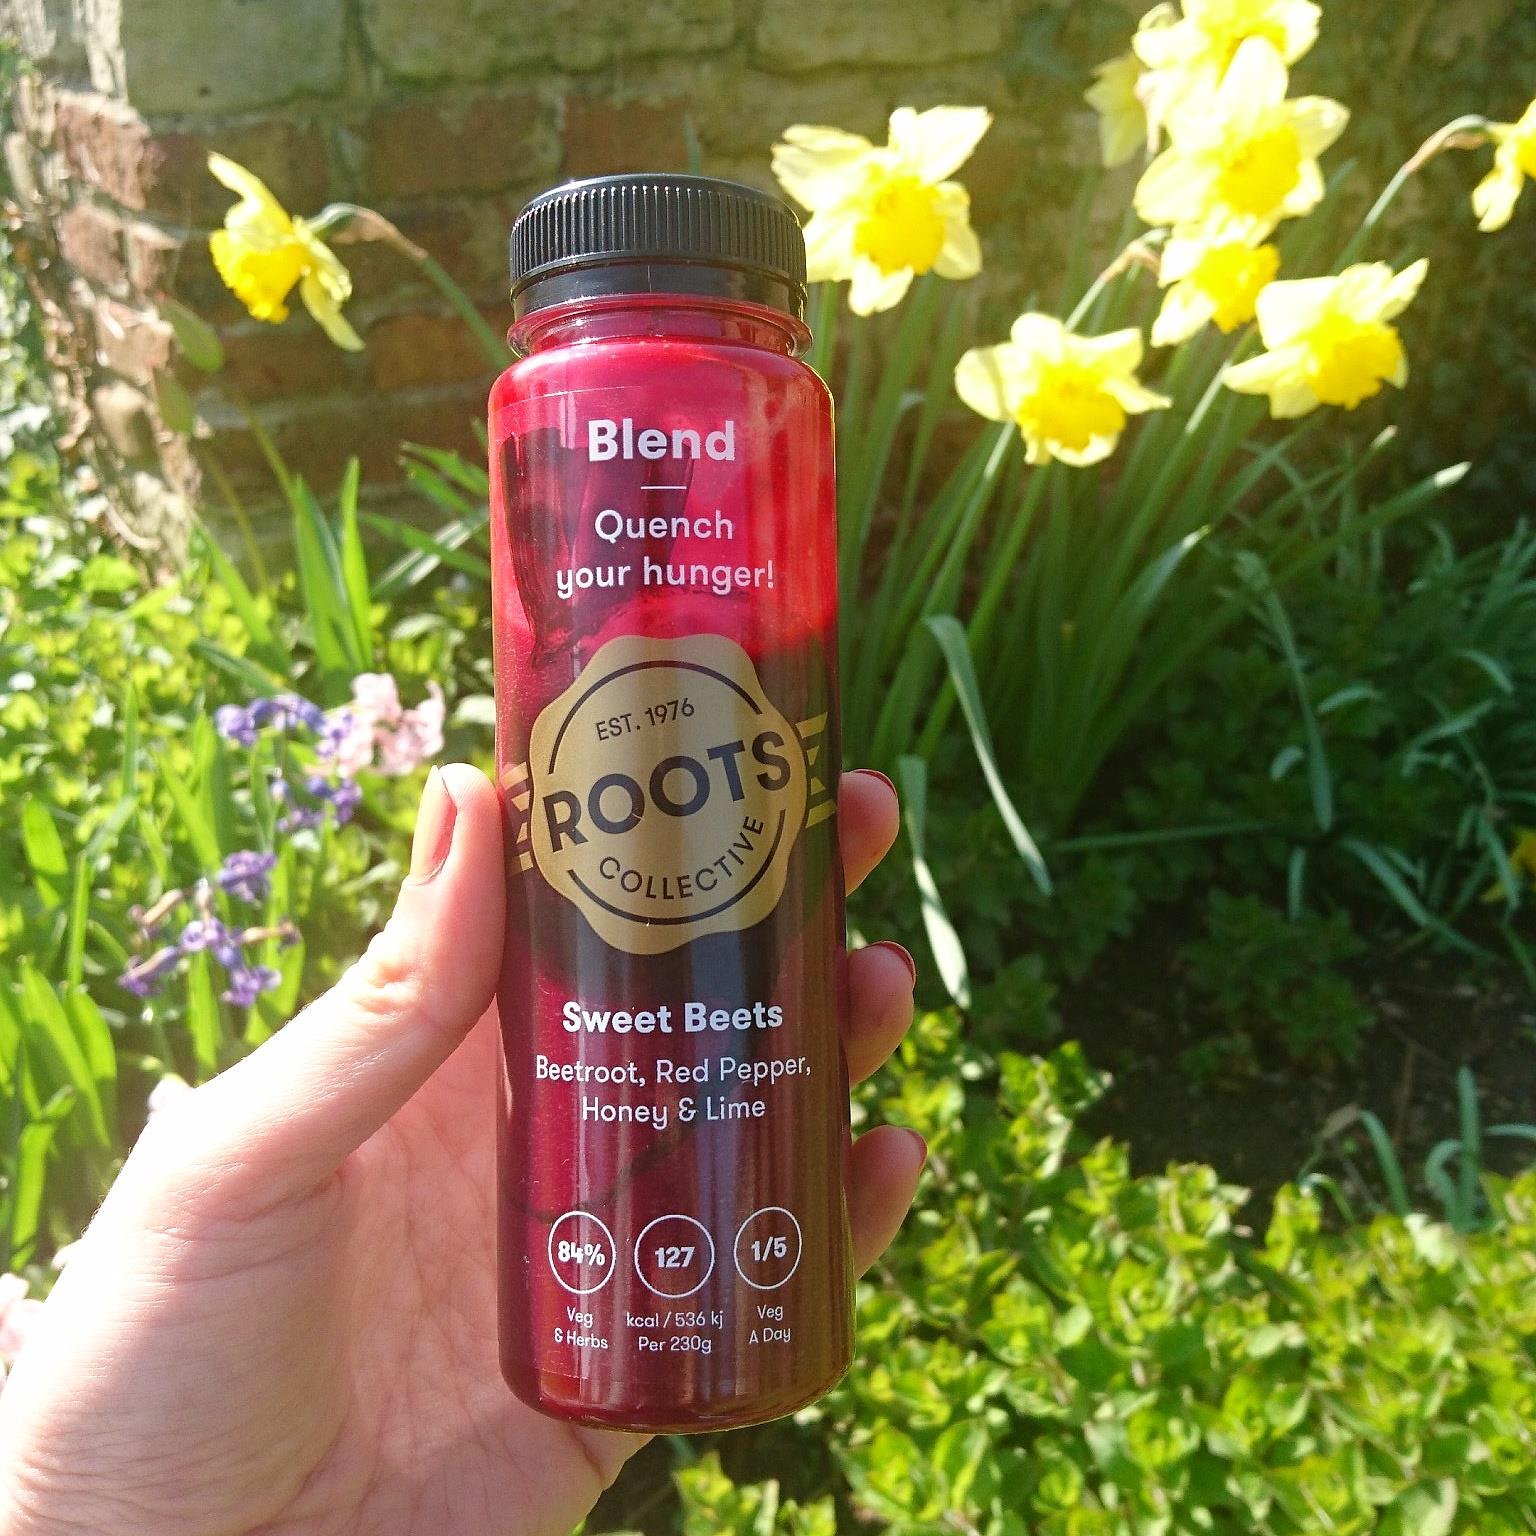 Blend
Quench
your hunger!
EST. 1976
ROOTS
COLLECTIVE
Sweet Beets
Beetroot, Red Pepper,
Honey & Lime
84%
Veg
& Herbs
127
kcal / 536 kj
Per 230g
1/5
Veg
A Day